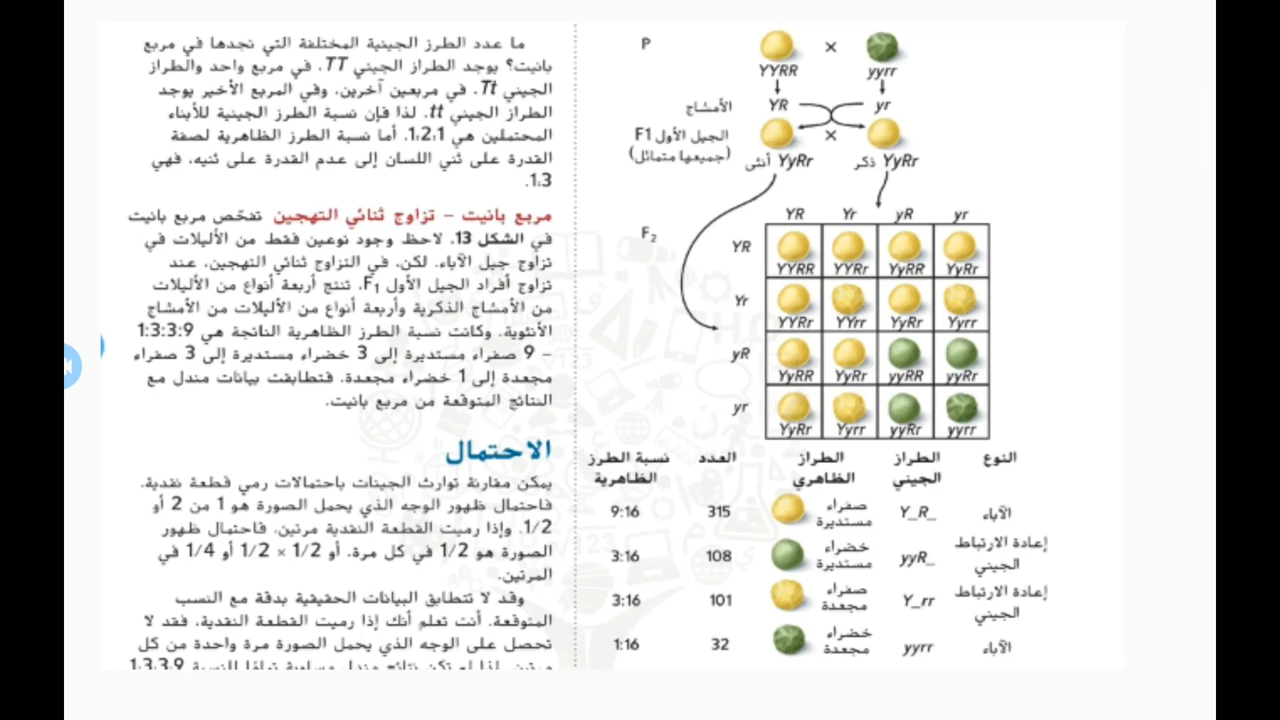 ما عدد الطرز الجينية المختلفة التي نجدها في مربع
بانيت؟ يوجد الطراز الجيني TT، في مربع واحد والطراز
الجيني Tt، في مربعين آخرين، وفي المربع الأخير يوجد
الطراز الجيني tt. لذا فإن نسبة الطرز الجينية للأبناء
المحتملين هي 1:2:1. أما نسبة الطرز الظاهرية لصفة
القدرة على ثني اللسان إلى عدم القدرة على ثنيه، فهي
1:3.
مربع بانيت – تزاوج ثنائي التهجين تفحّص مربع بانيت
في الشكل 13. لاحظ وجود نوعين فقط من الأليلات في
تزاوج جيل الآباء. لكن، في التزاوج ثنائي التهجين، عند
تزاوج أفراد الجيل الأول F1، تنتج أربعة أنواع من الأليلات
من الأمشاج الذكرية وأربعة أنواع من الأليلات من الأمشاج
الأنثوية. وكانت نسبة الطرز الظاهرية الناتجة هي 1:3:3:9
– 9 صفراء مستديرة إلى 3 خضراء مستديرة إلى 3 صفراء
مجعدة إلى 1 خضراء مجعدة. فتطابقت بيانات مندل مع
النتائج المتوقعة من مربع بانيت.
الاحتمال
يمكن مقارنة توارث الجينات باحتمالات رمي قطعة نقدية.
فاحتمال ظهور الوجه الذي يحمل الصورة هو 1 من 2 أو
1/2. وإذا رميت القطعة النقدية مرتين، فاحتمال ظهور
الصورة هو 1/2 في كل مرة، أو 1/2 × 1/2 أو 1/4 في
المرتين.
وقد لا تتطابق البيانات الحقيقية بدقة مع النسب
المتوقعة. أنت تعلم أنك إذا رميت القطعة النقدية، فقد لا
تحصل على الوجه الذي يحمل الصورة مرة واحدة من كل
مرتين. لذا لم تكن نتائج مندل مساوية تمامًا للنسبة 1:3:3:9
P
×
YYRR yyrr
الأمشاج YR yr
الجيل الأول F1
(جميعها متماثل)
×
YyRr أنثى YyRr ذكر
F2
YR Yr yR yr
YR
YYRR YYRr YyRR YyRr
Yr
YYRr YYrr YyRr Yyrr
yR
YyRR YyRr yyRR yyRr
yr
YyRr Yyrr yyRr yyrr
النوع الطراز الطراز العدد نسبة الطرز
الجيني الظاهري الظاهرية
الآباء Y_R_ صفراء مستديرة 315 9:16
إعادة الارتباط الجيني yyR_ خضراء مستديرة 108 3:16
إعادة الارتباط الجيني Y_rr صفراء مجعدة 101 3:16
الآباء yyrr خضراء مجعدة 32 1:16